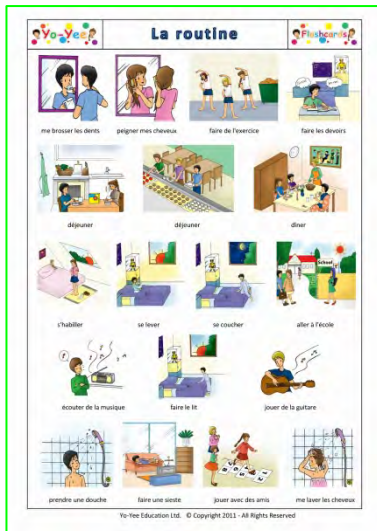 Yo-Yee La routine Flashcards
me brosser les dents peigner mes cheveux faire de l'exercice faire les devoirs
déjeuner déjeuner dîner
s'habiller se lever se coucher aller à l'école
School
écouter de la musique faire le lit jouer de la guitare
prendre une douche faire une sieste jouer avec des amis me laver les cheveux
Yo-Yee Education Ltd. © Copyright 2011 - All Rights Reserved